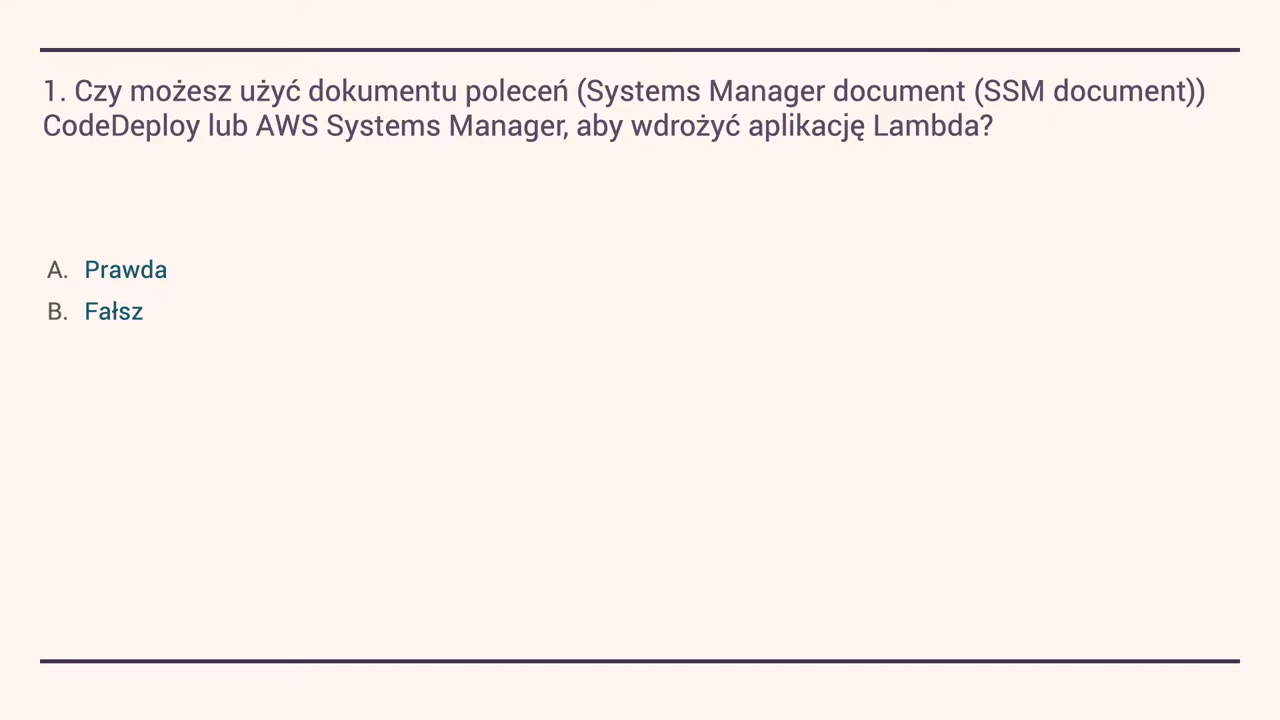 1. Czy możesz użyć dokumentu poleceń (Systems Manager document (SSM document))
CodeDeploy lub AWS Systems Manager, aby wdrożyć aplikację Lambda?
A. Prawda
B. Fałsz